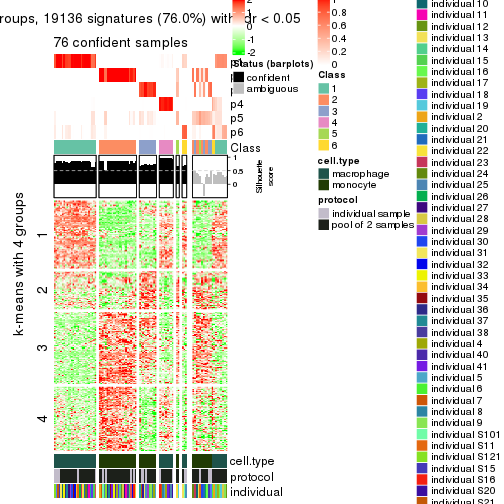 roups, 19136 signatures (76.0%) with fdr < 0.05
76 confident samples
p4
p5
p6
Class
1
0.5
0
Silhouette
score
k-means with 4 groups
1
2
3
4
cell.type
protocol
individual
2
1
0
-1
-2
Status (barplots)
confident
ambiguous
0.8
0.6
0.4
0.2
0
Class
1
2
3
4
5
6
cell.type
macrophage
monocyte
protocol
individual sample
pool of 2 samples
individual 10
individual 11
individual 12
individual 13
individual 14
individual 15
individual 16
individual 17
individual 18
individual 19
individual 2
individual 20
individual 21
individual 22
individual 23
individual 24
individual 25
individual 26
individual 27
individual 28
individual 29
individual 30
individual 31
individual 32
individual 33
individual 34
individual 35
individual 36
individual 37
individual 38
individual 4
individual 40
individual 41
individual 5
individual 6
individual 7
individual 8
individual 9
individual S101
individual S11
individual S121
individual S15
individual S16
individual S20
individual S21